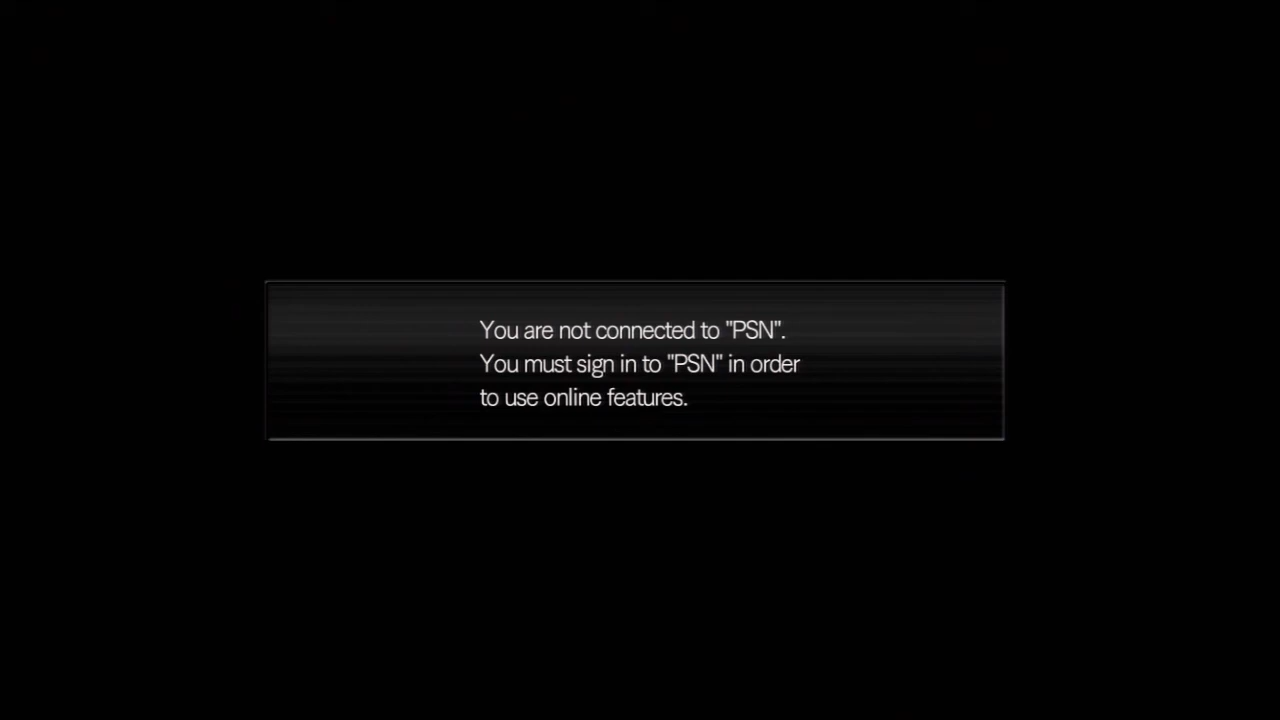 You are not connected to "PSN".
You must sign in to "PSN" in order
to use online features.